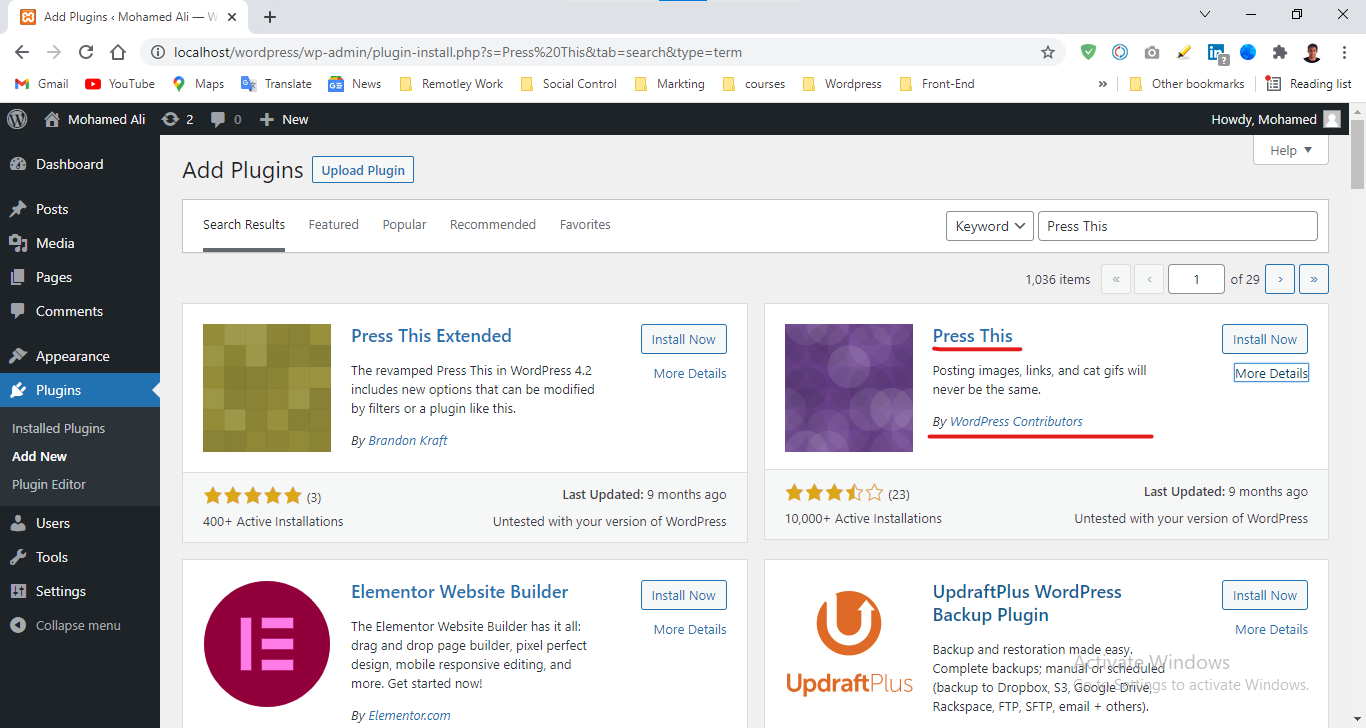 Add Plugins ‹ Mohamed Ali — W
localhost/wordpress/wp-admin/plugin-install.php?s=Press%20This&tab=search&type=term
Gmail YouTube Maps Translate News Remotley Work Social Control Markting courses Wordpress Front-End » Other bookmarks Reading list
Mohamed Ali 2 0 + New Howdy, Mohamed
Help
Dashboard
Posts
Media
Pages
Comments
Appearance
Plugins
Installed Plugins
Add New
Plugin Editor
Users
Tools
Settings
Collapse menu
Add Plugins Upload Plugin
Search Results Featured Popular Recommended Favorites Keyword Press This
1,036 items « ‹ 1 of 29 › »
Press This Extended
Install Now
More Details
The revamped Press This in WordPress 4.2
includes new options that can be modified
by filters or a plugin like this.
By Brandon Kraft
(3)
400+ Active Installations
Last Updated: 9 months ago
Untested with your version of WordPress
Press This
Install Now
More Details
Posting images, links, and cat gifs will
never be the same.
By WordPress Contributors
(23)
10,000+ Active Installations
Last Updated: 9 months ago
Untested with your version of WordPress
Elementor Website Builder
Install Now
More Details
The Elementor Website Builder has it all:
drag and drop page builder, pixel perfect
design, mobile responsive editing, and
more. Get started now!
By Elementor.com
UpdraftPlus
UpdraftPlus WordPress
Backup Plugin
Install Now
More Details
Backup and restoration made easy.
Complete backups; manual or scheduled
(backup to Dropbox, S3, Google Drive,
Rackspace, FTP, SFTP, email + others).
Activate Windows
Go to Settings to activate Windows.